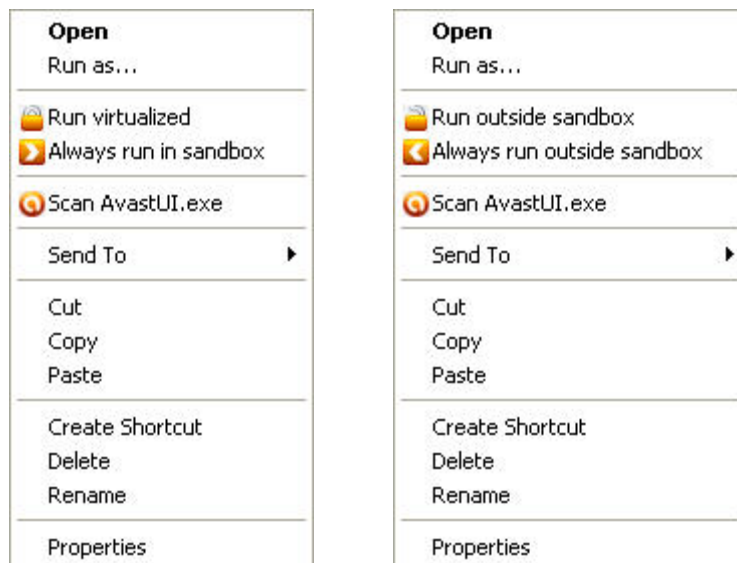 Open
Run as...
Run virtualized
Always run in sandbox
Scan AvastUI.exe
Send To
Cut
Copy
Paste
Create Shortcut
Delete
Rename
Properties
Open
Run as...
Run outside sandbox
Always run outside sandbox
Scan AvastUI.exe
Send To
Cut
Copy
Paste
Create Shortcut
Delete
Rename
Properties